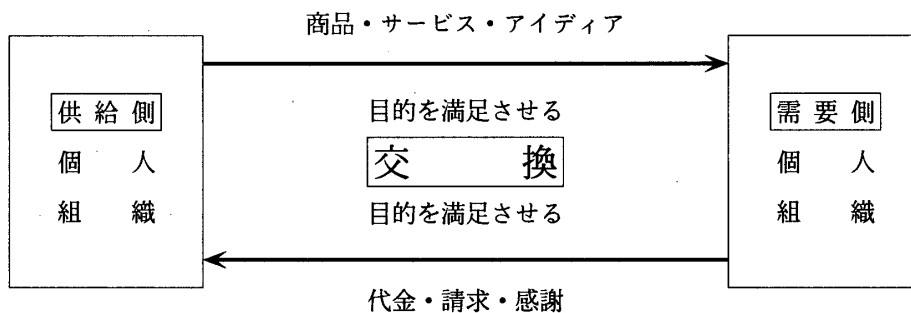 商品・サービス・アイディア
供給側
個人
組織
目的を満足させる
交換
目的を満足させる
需要側
個人
組織
代金・請求・感謝